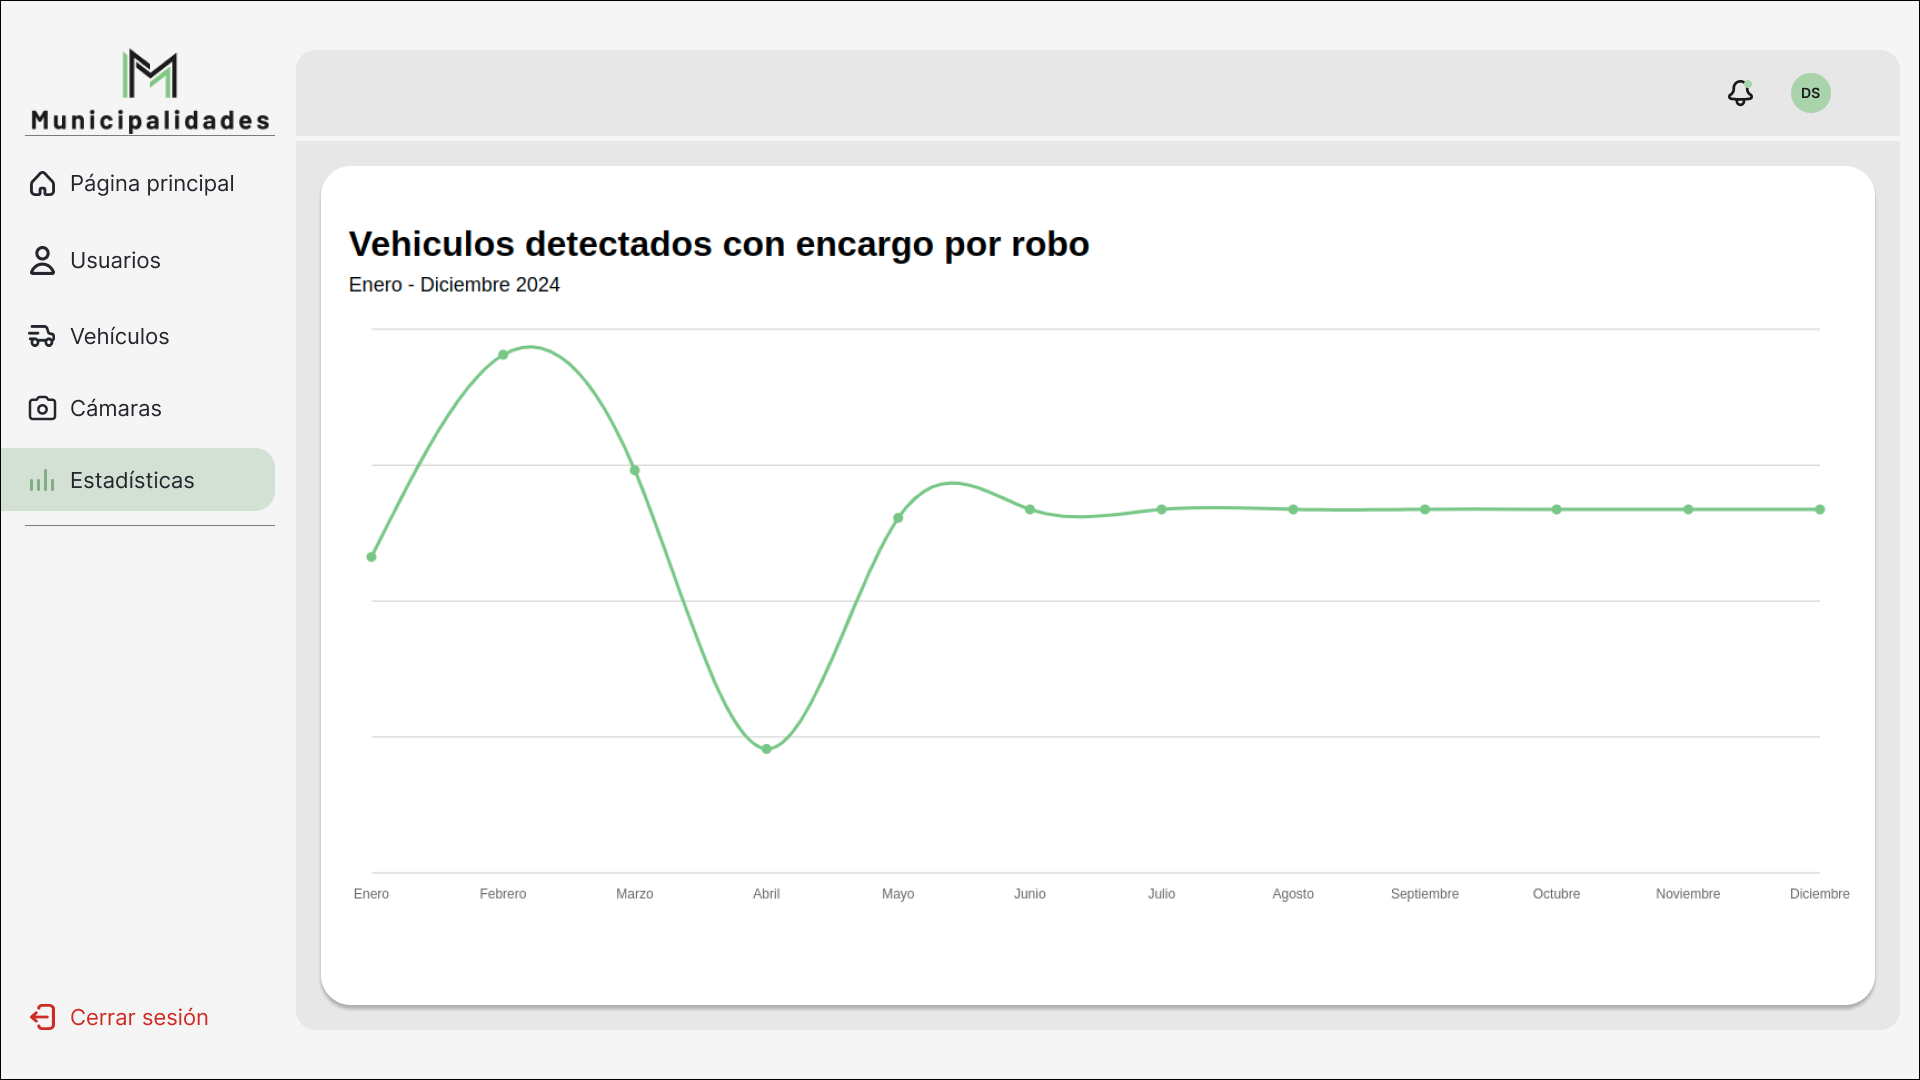 Municipalidades
DS
Página principal
Usuarios
Vehículos
Cámaras
Estadísticas
Cerrar sesión
Vehiculos detectados con encargo por robo
Enero - Diciembre 2024
Enero Febrero Marzo Abril Mayo Junio Julio Agosto Septiembre Octubre Noviembre Diciembre